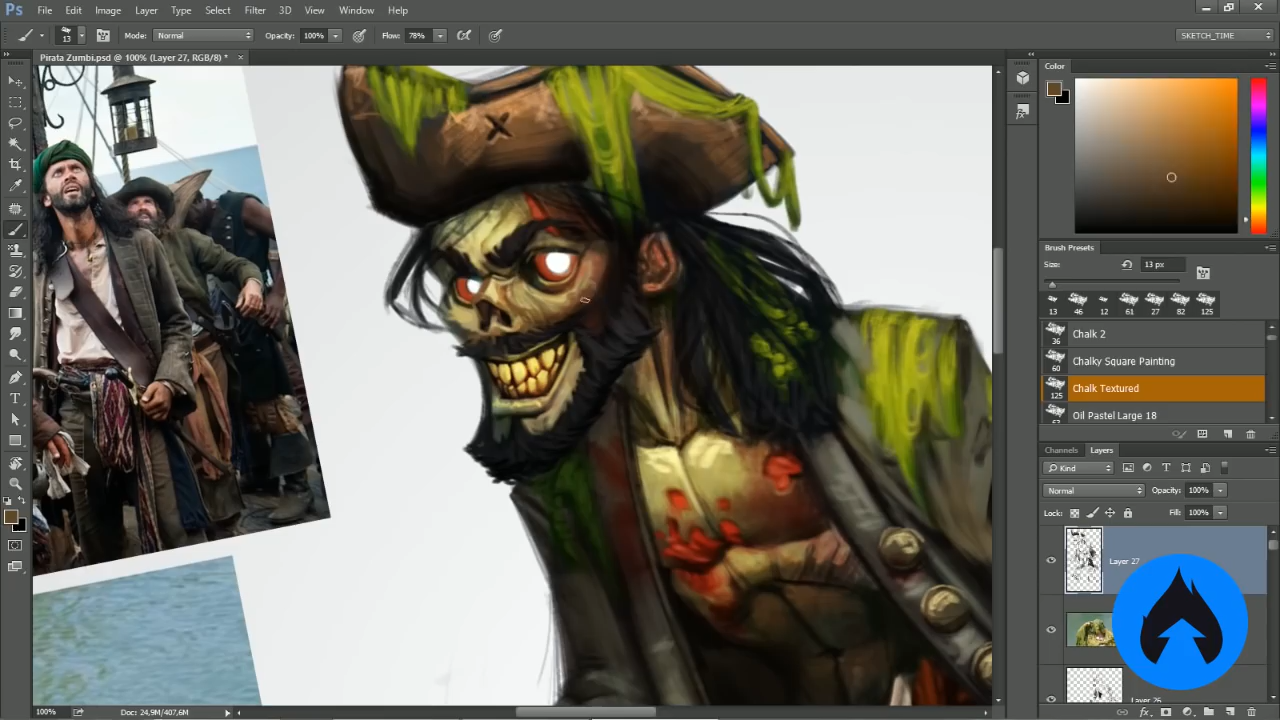 Ps File Edit Image Layer Type Select Filter 3D View Window Help
13 Mode: Normal Opacity: 100% Flow: 78% SKETCH_TIME
Pirata Zumbi.psd @ 100% (Layer 27, RGB/8) * ×
Color
Brush Presets
Size: 13 px
13 46 12 61 27 82 125
36 Chalk 2
60 Chalky Square Painting
125 Chalk Textured
Oil Pastel Large 18
Channels Layers
Kind
Normal Opacity: 100%
Lock: Fill: 100%
Layer 27
Layer 26
100% Doc: 24,9M/407,6M